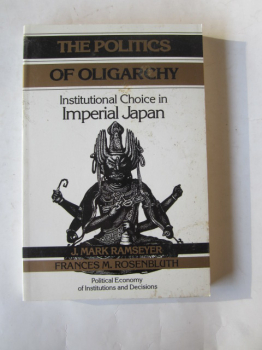 THE POLITICS
OF OLIGARCHY
Institutional Choice in
Imperial Japan
J. MARK RAMSEYER
FRANCES M. ROSENBLUTH
Political Economy
of Institutions and Decisions